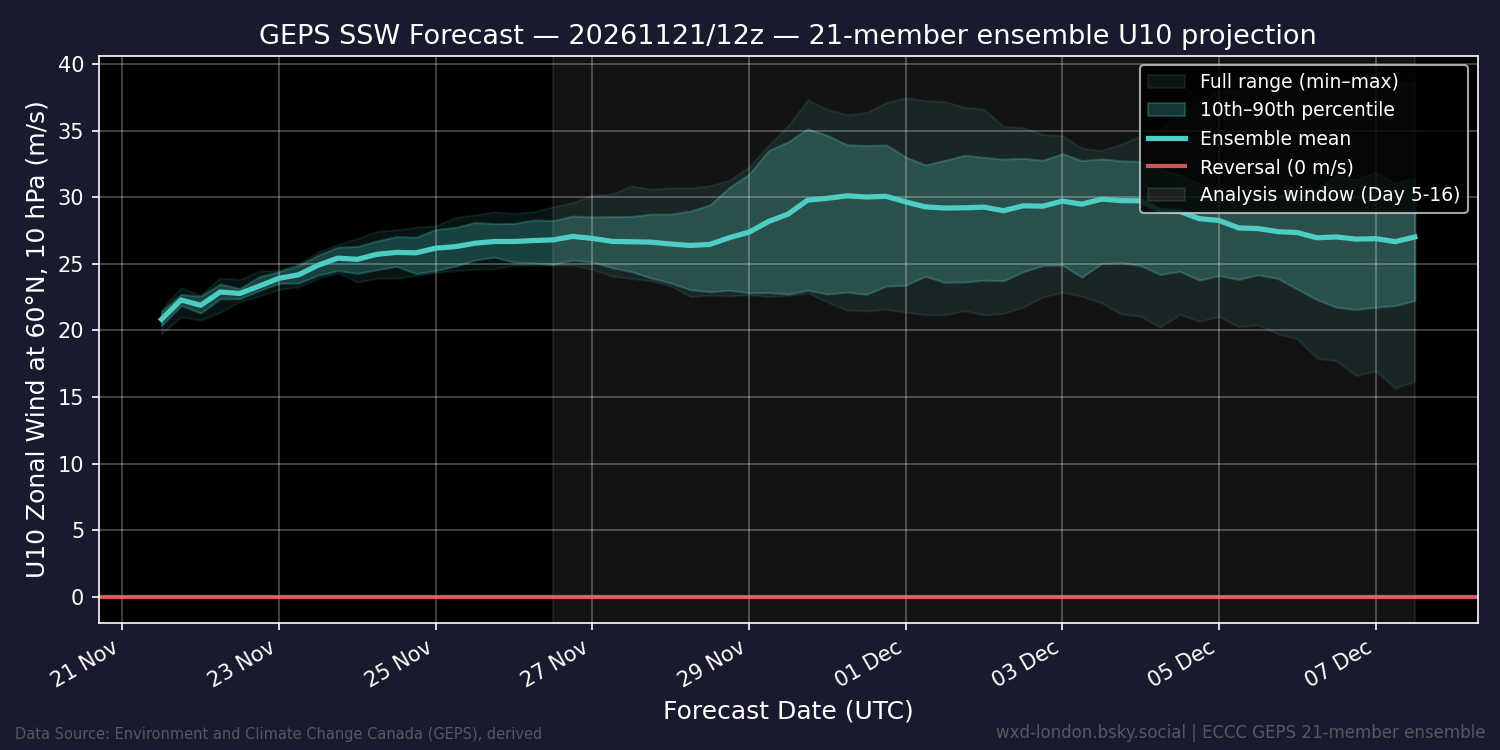 GEPS SSW Forecast — 20261121/12z — 21-member ensemble U10 projection
U10 Zonal Wind at 60°N, 10 hPa (m/s)
40
35
30
25
20
15
10
5
0
Full range (min–max)
10th–90th percentile
Ensemble mean
Reversal (0 m/s)
Analysis window (Day 5-16)
21 Nov
23 Nov
25 Nov
27 Nov
29 Nov
01 Dec
03 Dec
05 Dec
07 Dec
Forecast Date (UTC)
Data Source: Environment and Climate Change Canada (GEPS), derived
wxd-london.bsky.social | ECCC GEPS 21-member ensemble